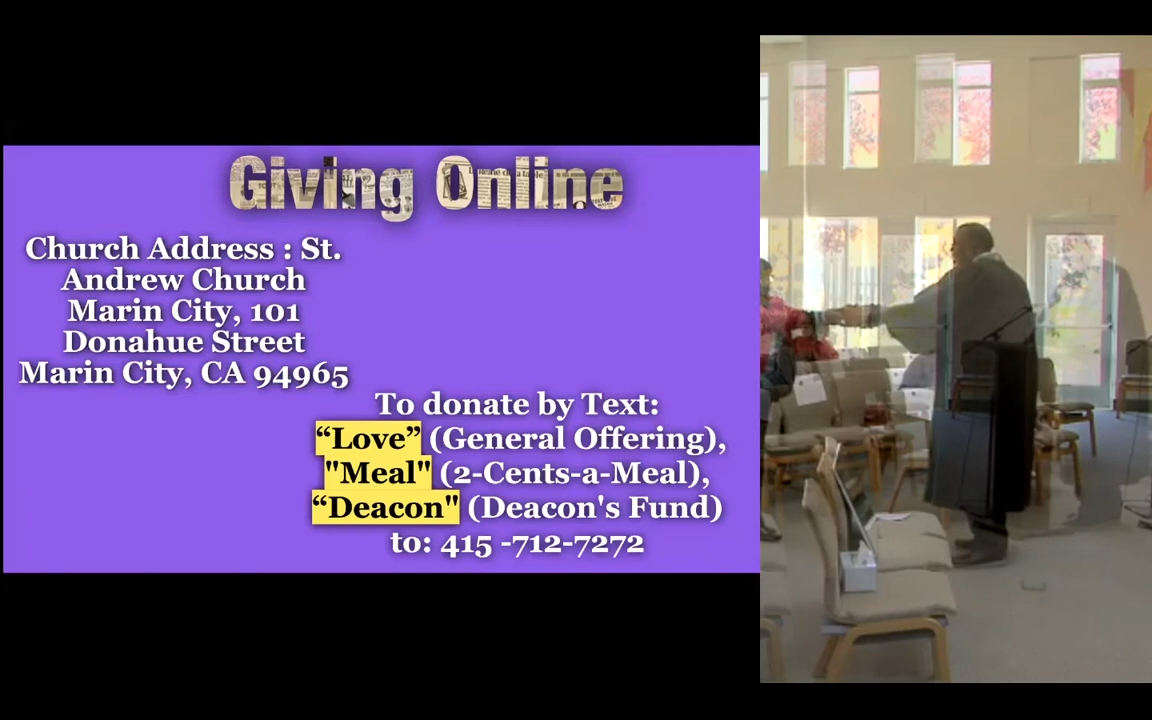 Giving Online
Church Address : St.
Andrew Church
Marin City, 101
Donahue Street
Marin City, CA 94965
To donate by Text:
“Love” (General Offering),
"Meal" (2-Cents-a-Meal),
“Deacon" (Deacon's Fund)
to: 415 -712-7272